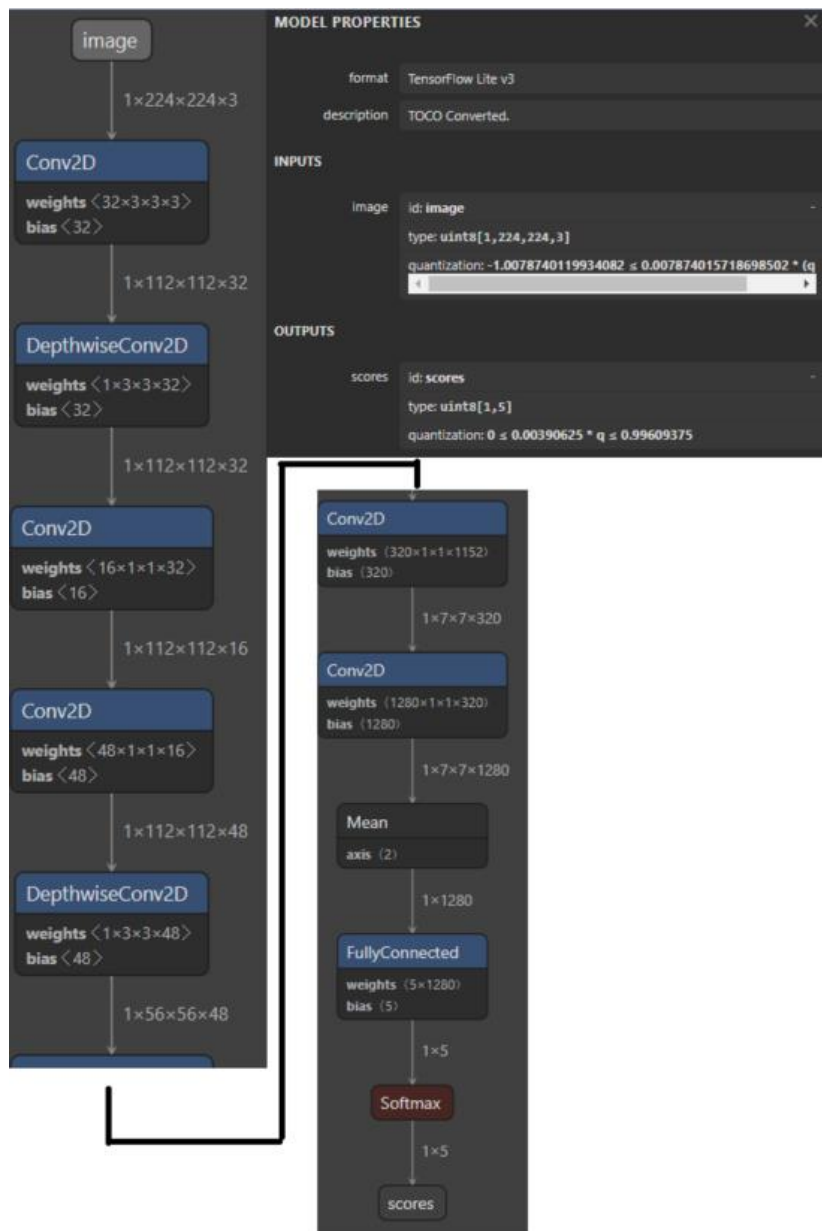 image
1×224×224×3
Conv2D
weights 〈32×3×3×3〉
bias 〈32〉
1×112×112×32
DepthwiseConv2D
weights 〈1×3×3×32〉
bias 〈32〉
1×112×112×32
Conv2D
weights 〈16×1×1×32〉
bias 〈16〉
1×112×112×16
Conv2D
weights 〈48×1×1×16〉
bias 〈48〉
1×112×112×48
DepthwiseConv2D
weights 〈1×3×3×48〉
bias 〈48〉
1×56×56×48
MODEL PROPERTIES
format TensorFlow Lite v3
description TOCO Converted.
INPUTS
image id: image
type: uint8[1,224,224,3]
quantization: -1.0078740119934082 ≤ 0.007874015718698502 * (q
OUTPUTS
scores id: scores
type: uint8[1,5]
quantization: 0 ≤ 0.00390625 * q ≤ 0.99609375
Conv2D
weights (320×1×1×1152)
bias (320)
1×7×7×320
Conv2D
weights (1280×1×1×320)
bias (1280)
1×7×7×1280
Mean
axis (2)
1×1280
FullyConnected
weights (5×1280)
bias (5)
1×5
Softmax
1×5
scores